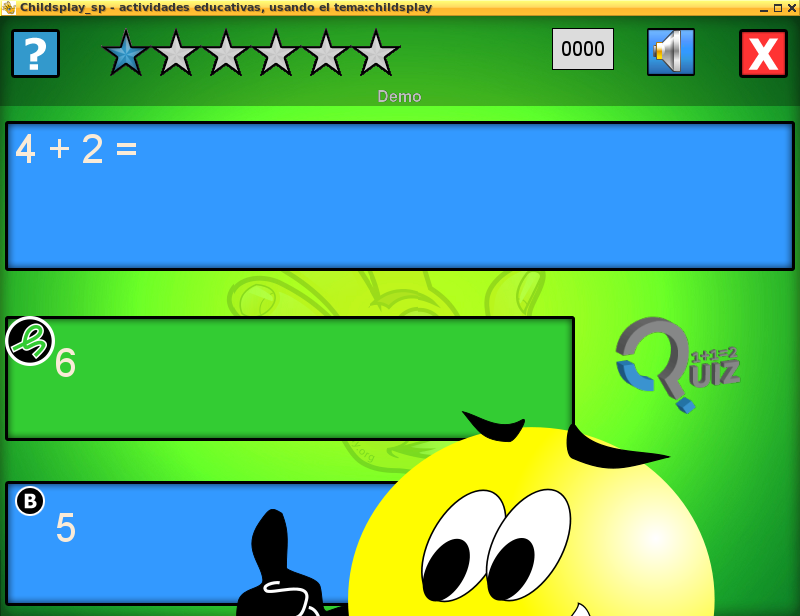 Childsplay_sp - actividades educativas, usando el tema:childsplay
?
0000
X
Demo
4 + 2 =
6
1+1=2
QUIZ
B
5